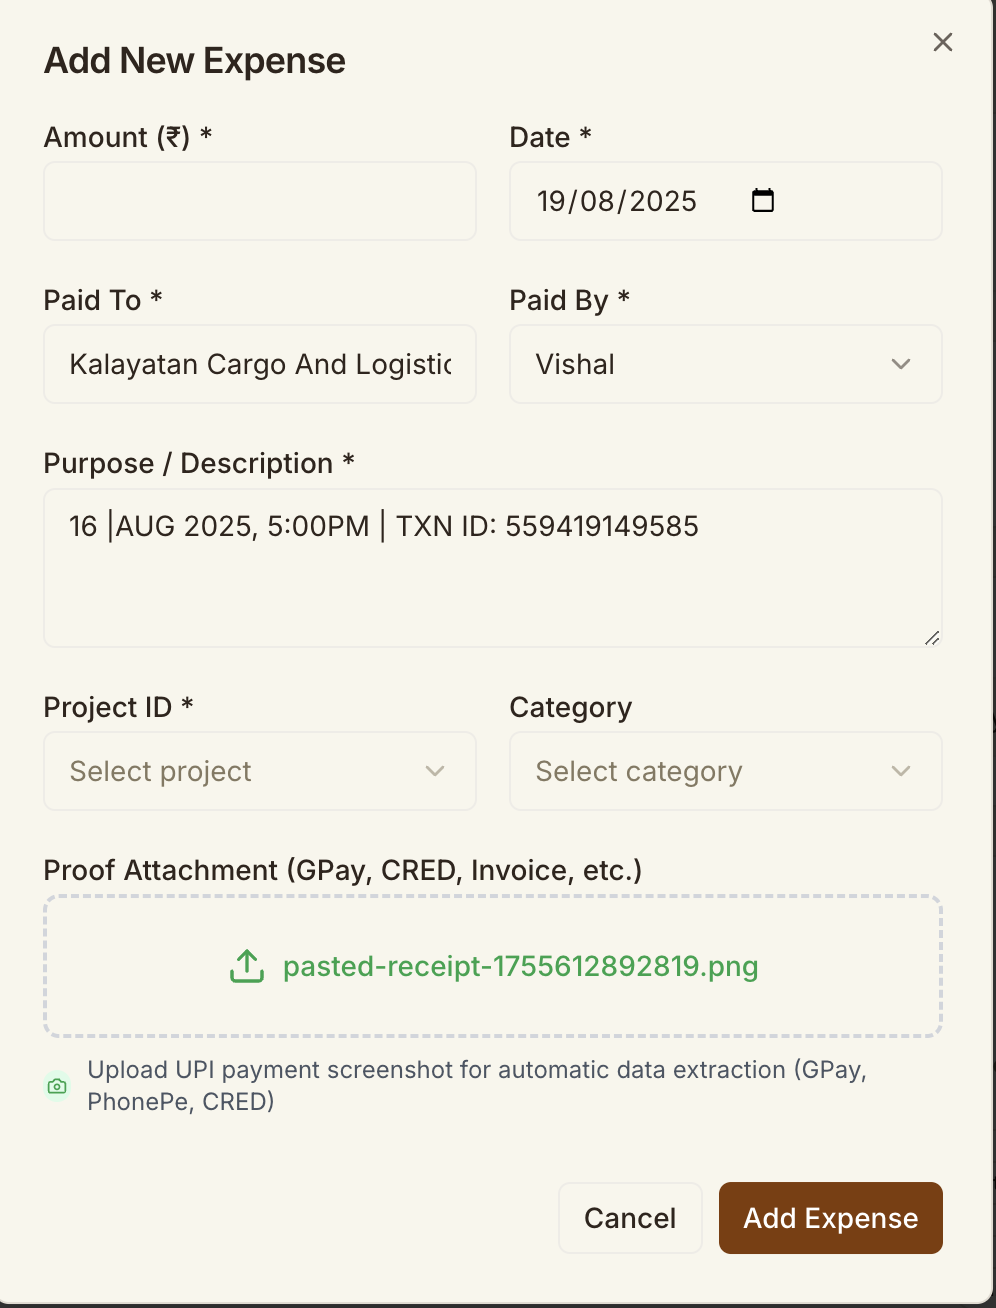 Add New Expense
Amount (₹) *
Date *
19/08/2025
Paid To *
Paid By *
Kalayatan Cargo And Logistic
Vishal
Purpose / Description *
16 |AUG 2025, 5:00PM | TXN ID: 559419149585
Project ID *
Category
Select project
Select category
Proof Attachment (GPay, CRED, Invoice, etc.)
pasted-receipt-1755612892819.png
Upload UPI payment screenshot for automatic data extraction (GPay,
PhonePe, CRED)
Cancel
Add Expense